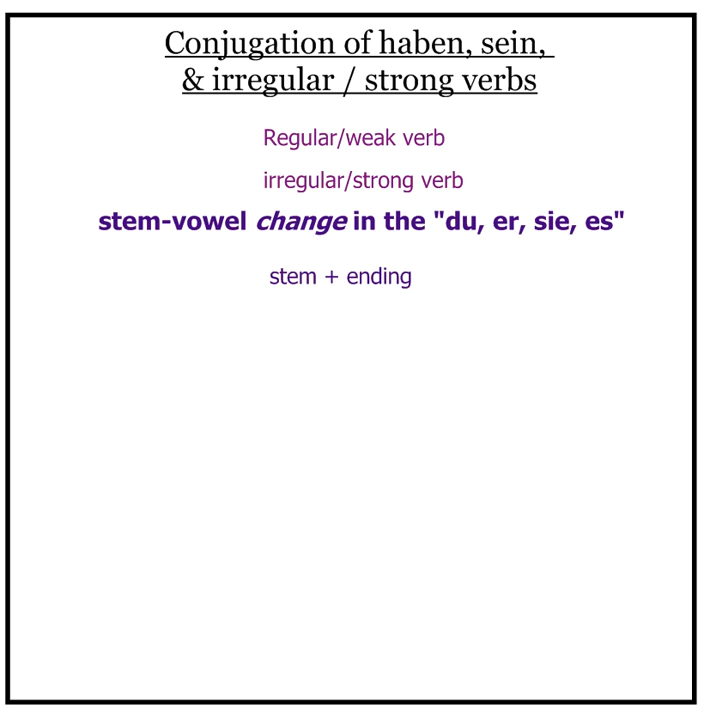 Conjugation of haben, sein,
& irregular / strong verbs
Regular/weak verb
irregular/strong verb
stem-vowel change in the "du, er, sie, es"
stem + ending